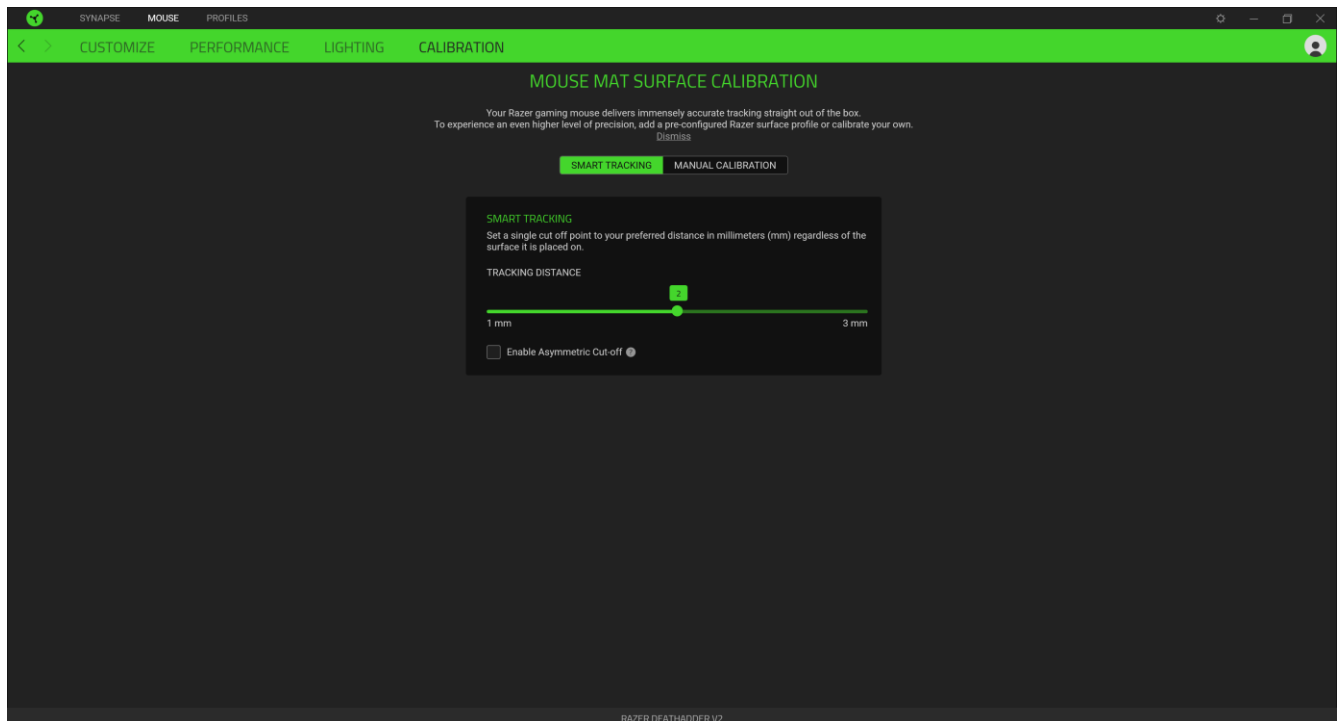 SYNAPSE MOUSE PROFILES
CUSTOMIZE PERFORMANCE LIGHTING CALIBRATION
MOUSE MAT SURFACE CALIBRATION
Your Razer gaming mouse delivers immensely accurate tracking straight out of the box.
To experience an even higher level of precision, add a pre-configured Razer surface profile or calibrate your own.
Dismiss
SMART TRACKING MANUAL CALIBRATION
SMART TRACKING
Set a single cut off point to your preferred distance in millimeters (mm) regardless of the
surface it is placed on.
TRACKING DISTANCE
2
1 mm 3 mm
Enable Asymmetric Cut-off ?
RAZER DEATHADDER V2